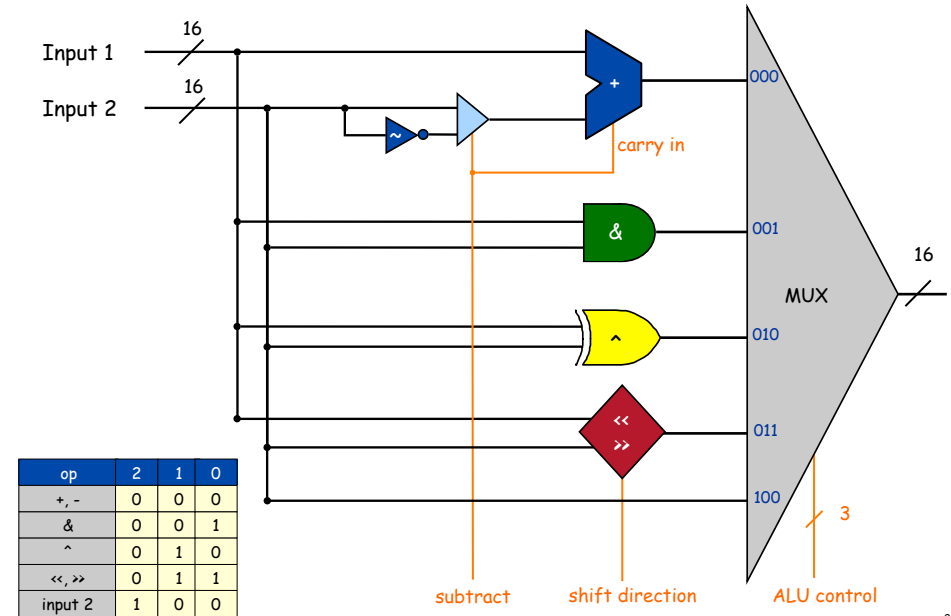 16
Input 1
16
Input 2
~
+
000
carry in
&
001
16
MUX
^
010
<<
>>
011
100
3
subtract
shift direction
ALU control
op 2 1 0
+, - 0 0 0
& 0 0 1
^ 0 1 0
<<, >> 0 1 1
input 2 1 0 0